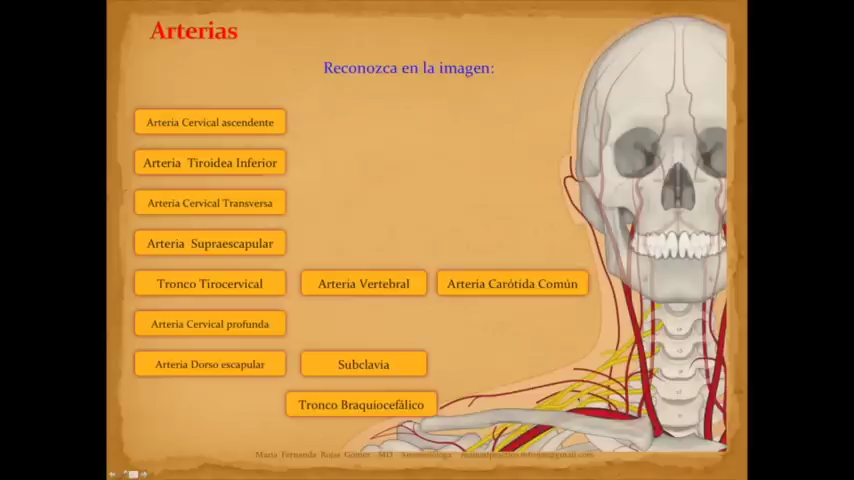 Arterias
Reconozca en la imagen:
Arteria Cervical ascendente
Arteria Tiroidea Inferior
Arteria Cervical Transversa
Arteria Supraescapular
Tronco Tirocervical
Arteria Vertebral
Arteria Carótida Común
Arteria Cervical profunda
Arteria Dorso escapular
Subclavia
Tronco Braquiocefálico
María Fernanda Rojas Gómez MD